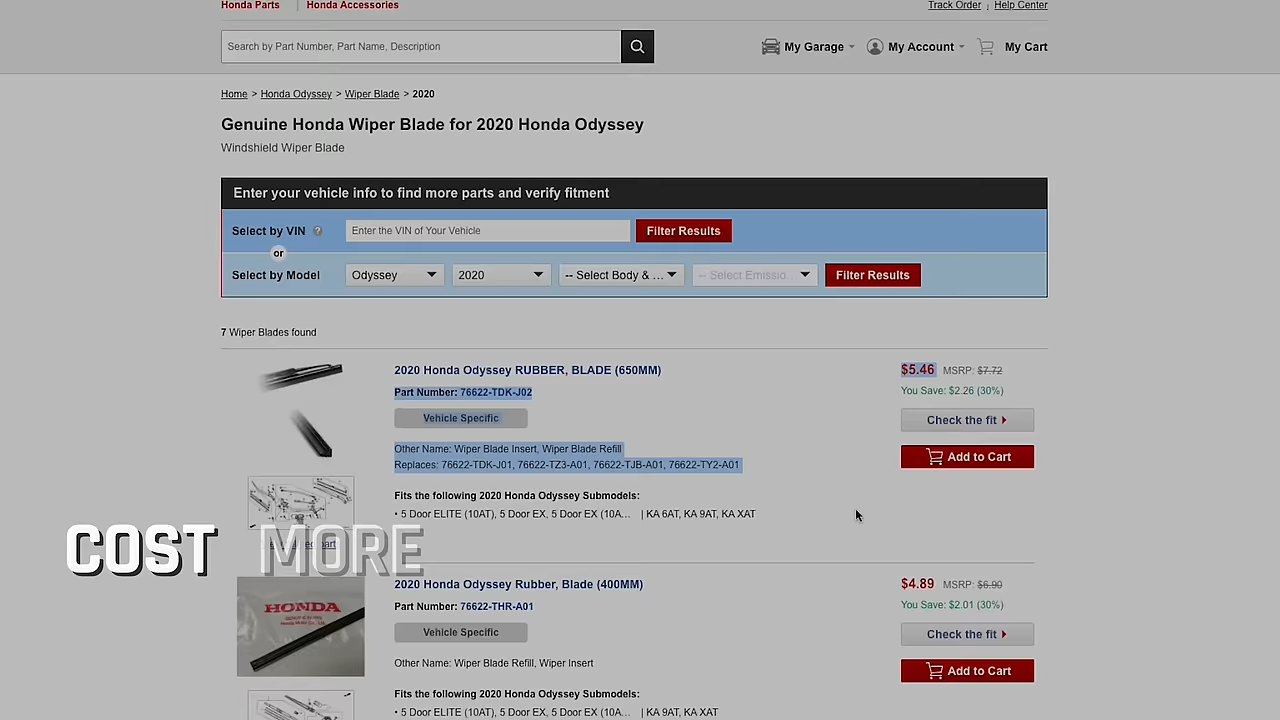 Honda Parts | Honda Accessories
Track Order | Help Center
Search by Part Number, Part Name, Description
My Garage
My Account
My Cart
Home > Honda Odyssey > Wiper Blade > 2020
Genuine Honda Wiper Blade for 2020 Honda Odyssey
Windshield Wiper Blade
Enter your vehicle info to find more parts and verify fitment
Select by VIN ? Enter the VIN of Your Vehicle Filter Results
or
Select by Model Odyssey 2020 -- Select Body & ... -- Select Emissio... Filter Results
7 Wiper Blades found
2020 Honda Odyssey RUBBER, BLADE (650MM)
$5.46 MSRP: $7.72
Part Number: 76622-TDK-J02
You Save: $2.26 (30%)
Vehicle Specific
Check the fit
Other Name: Wiper Blade Insert, Wiper Blade Refill
Add to Cart
Replaces: 76622-TDK-J01, 76622-TZ3-A01, 76622-TJB-A01, 76622-TY2-A01
Fits the following 2020 Honda Odyssey Submodels:
• 5 Door ELITE (10AT), 5 Door EX, 5 Door EX (10A... | KA 6AT, KA 9AT, KA XAT
COST MORE
2020 Honda Odyssey Rubber, Blade (400MM)
$4.89 MSRP: $6.90
HONDA
Part Number: 76622-THR-A01
You Save: $2.01 (30%)
Vehicle Specific
Check the fit
Other Name: Wiper Blade Refill, Wiper Insert
Add to Cart
Fits the following 2020 Honda Odyssey Submodels:
• 5 Door ELITE (10AT), 5 Door EX, 5 Door EX (10A... | KA 9AT, KA XAT